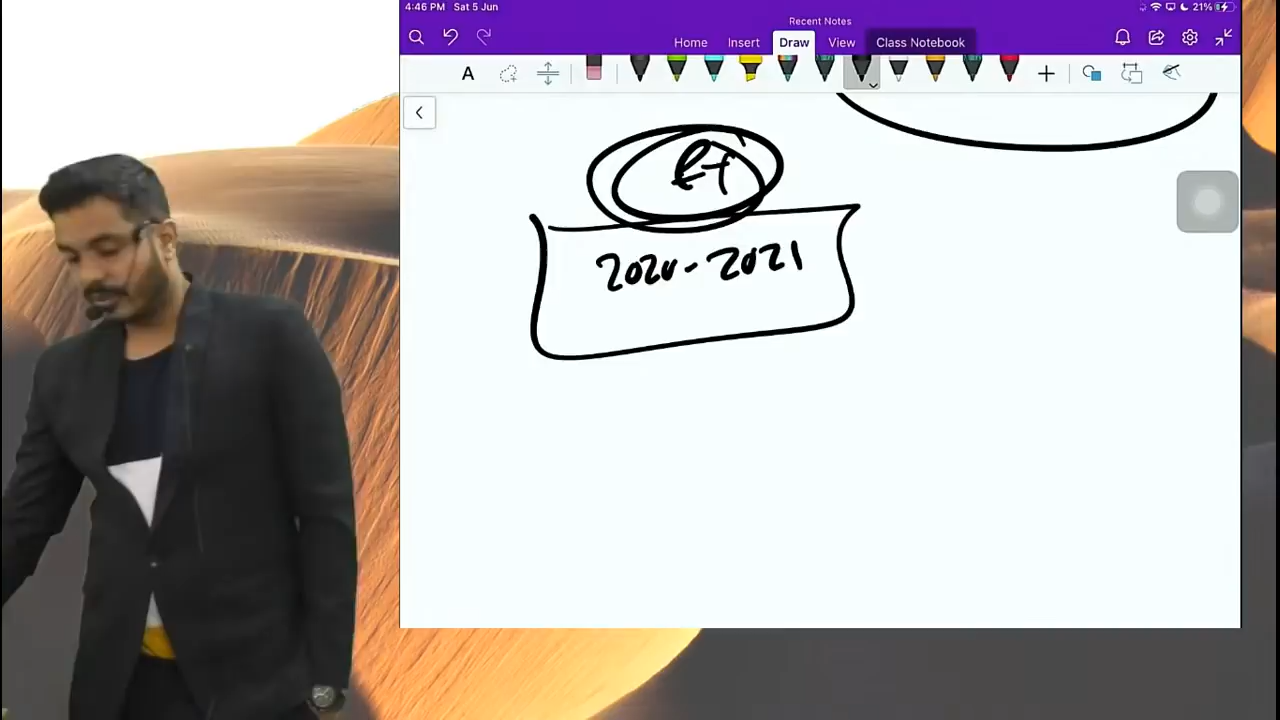 4:46 PM Sat 5 Jun 21%
Recent Notes
Home Insert Draw View Class Notebook
A
2020-2021